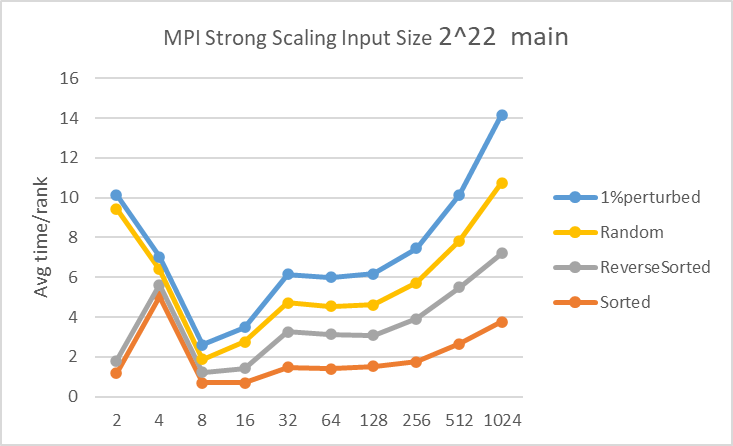 MPI Strong Scaling Input Size 2^22 main
16
14
12
10
8
6
4
2
0
Avg time/rank
2 4 8 16 32 64 128 256 512 1024
1%perturbed
Random
ReverseSorted
Sorted